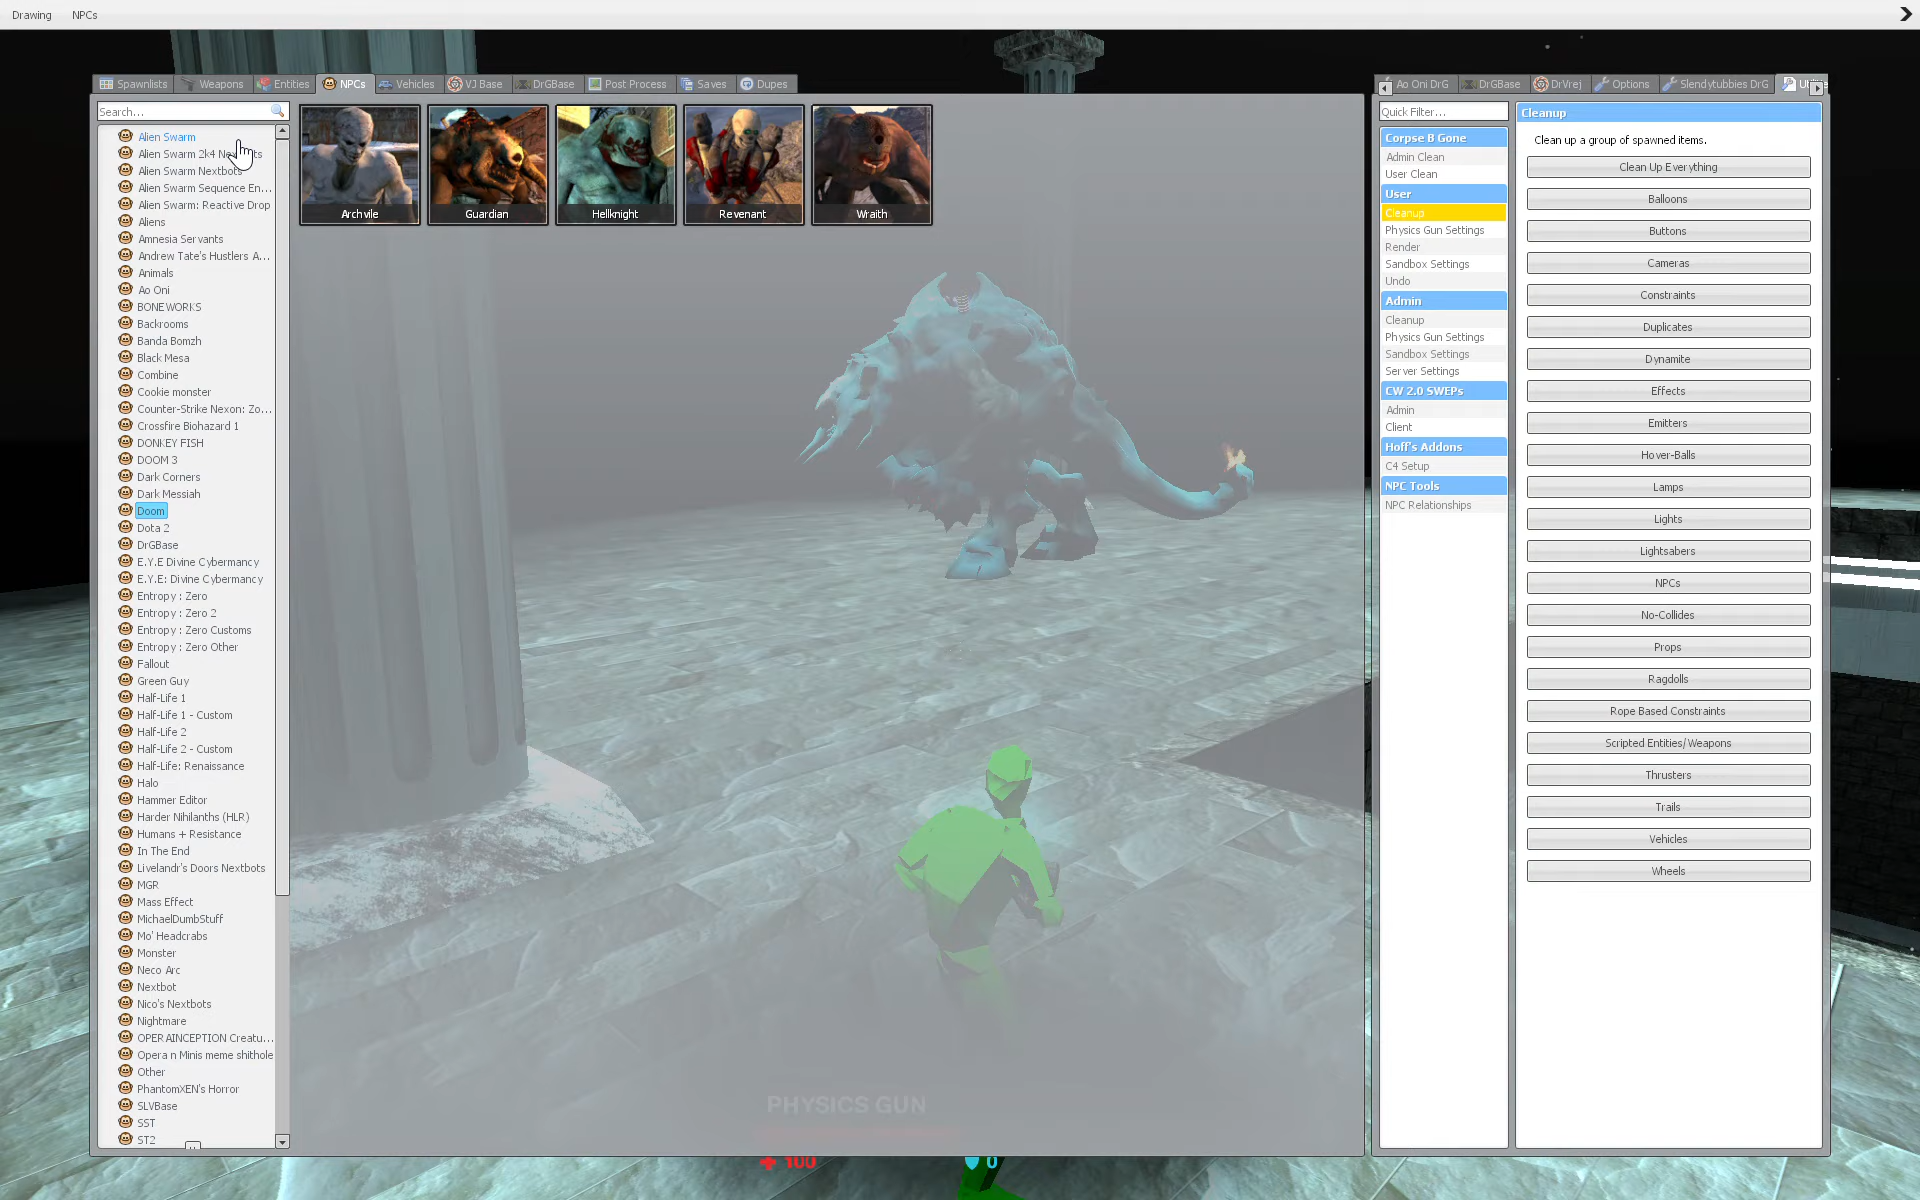 Drawing NPCs
Spawnlists Weapons Entities NPCs Vehicles VJ Base DrGBase Post Process Saves Dupes
Search...
Alien Swarm
Alien Swarm 2k4
Alien Swarm Nextbots
Alien Swarm Sequence En...
Alien Swarm: Reactive Drop
Aliens
Amnesia Servants
Andrew Tate's Hustlers A...
Animals
Ao Oni
BONEWORKS
Backrooms
Banda Bomzh
Black Mesa
Combine
Cookie monster
Counter-Strike Nexon: Zo...
Crossfire Biohazard 1
DONKEY FISH
DOOM 3
Dark Corners
Dark Messiah
Doom
Dota 2
DrGBase
E.Y.E Divine Cybermancy
E.Y.E: Divine Cybermancy
Entropy : Zero
Entropy : Zero 2
Entropy : Zero Customs
Entropy : Zero Other
Fallout
Green Guy
Half-Life 1
Half-Life 1 - Custom
Half-Life 2
Half-Life 2 - Custom
Half-Life: Renaissance
Halo
Hammer Editor
Harder Nihilanths (HLR)
Humans + Resistance
In The End
Livelandr's Doors Nextbots
MGR
Mass Effect
MichaelDumbStuff
Mo' Headcrabs
Monster
Neco Arc
Nextbot
Nico's Nextbots
Nightmare
OPERAINCEPTION Creatu...
Opera n Minis meme shithole
Other
PhantomXEN's Horror
SLVBase
SST
ST2
Archvile
Guardian
Hellknight
Revenant
Wraith
PHYSICS GUN
100
0
Ao Oni DrG DrGBase DrVrej Options Slendytubbies DrG
Quick Filter...
Corpse B Gone
Admin Clean
User Clean
User
Cleanup
Physics Gun Settings
Render
Sandbox Settings
Undo
Admin
Cleanup
Physics Gun Settings
Sandbox Settings
Server Settings
CW 2.0 SWEPs
Admin
Client
Hoff's Addons
C4 Setup
NPC Tools
NPC Relationships
Cleanup
Clean up a group of spawned items.
Clean Up Everything
Balloons
Buttons
Cameras
Constraints
Duplicates
Dynamite
Effects
Emitters
Hover-Balls
Lamps
Lights
Lightsabers
NPCs
No-Collides
Props
Ragdolls
Rope Based Constraints
Scripted Entities/Weapons
Thrusters
Trails
Vehicles
Wheels